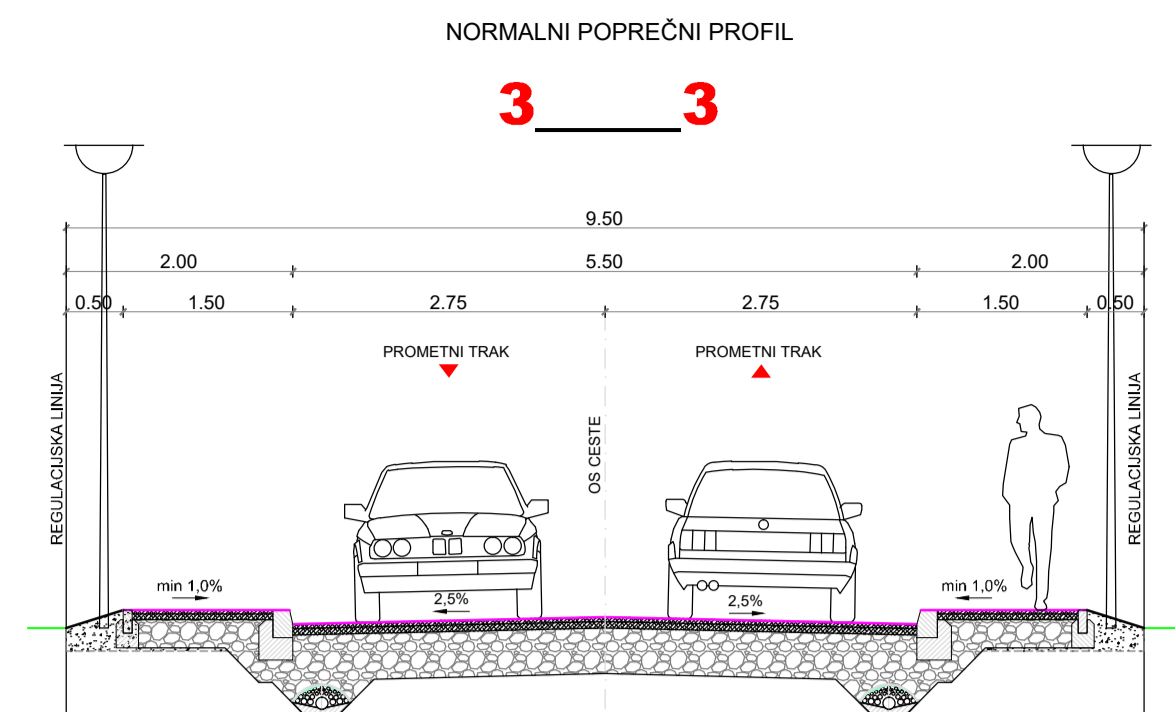 NORMALNI POPREČNI PROFIL
3 3
9.50
2.00 5.50 2.00
0.50 1.50 2.75 2.75 1.50 0.50
PROMETNI TRAK PROMETNI TRAK
REGULACIJSKA LINIJA
OS CESTE
REGULACIJSKA LINIJA
min 1,0% 2,5% 2,5% min 1,0%